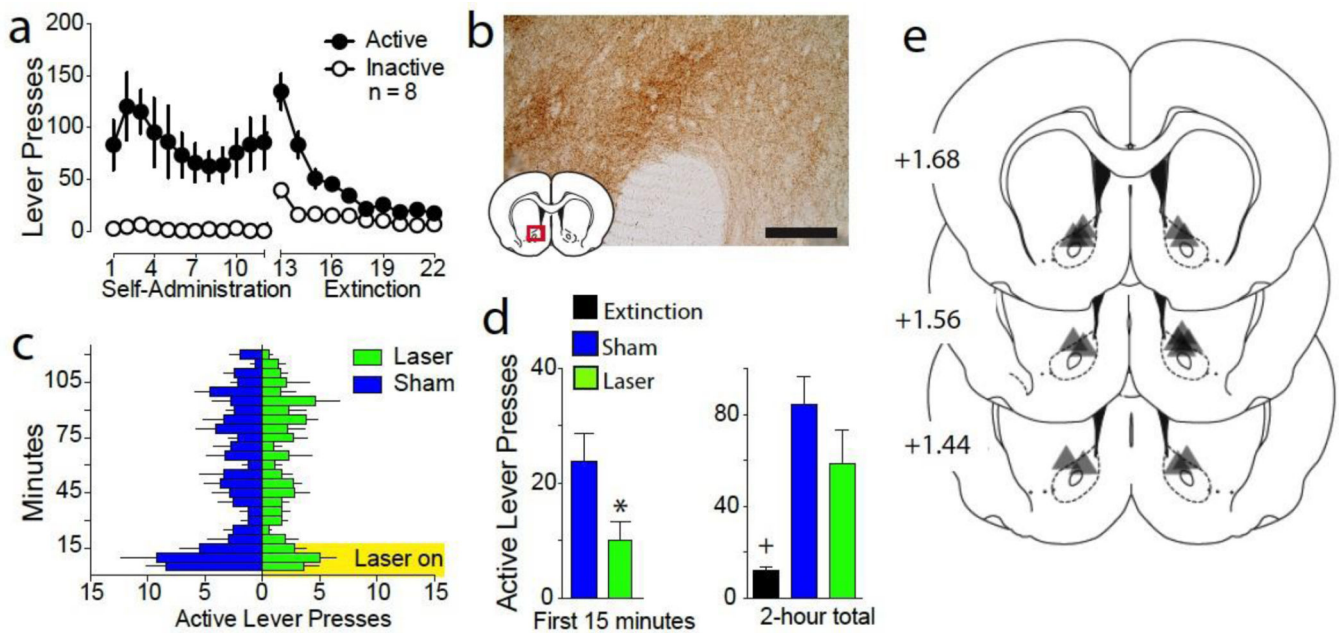 a
200
150
100
50
0
Lever Presses
Active
Inactive
n = 8
1 4 7 10 13 16 19 22
Self-Administration Extinction
b
c
Laser
Sham
105
75
45
15
Minutes
Laser on
15 10 5 0 5 10 15
Active Lever Presses
d
Extinction
Sham
Laser
Active Lever Presses
40
20
0
*
First 15 minutes
80
40
0
+
2-hour total
e
+1.68
+1.56
+1.44